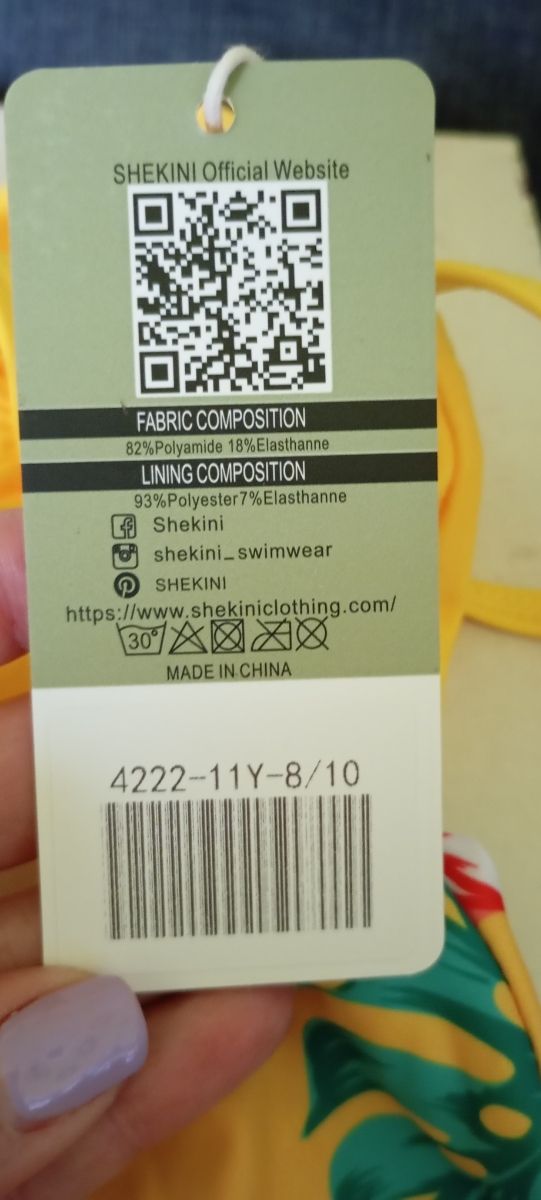 SHEKINI Official Website
FABRIC COMPOSITION
82%Polyamide 18%Elasthanne
LINING COMPOSITION
93%Polyester7%Elasthanne
Shekini
shekini_swimwear
SHEKINI
https://www.shekiniclothing.com/
30°
MADE IN CHINA
4222-11Y-8/10